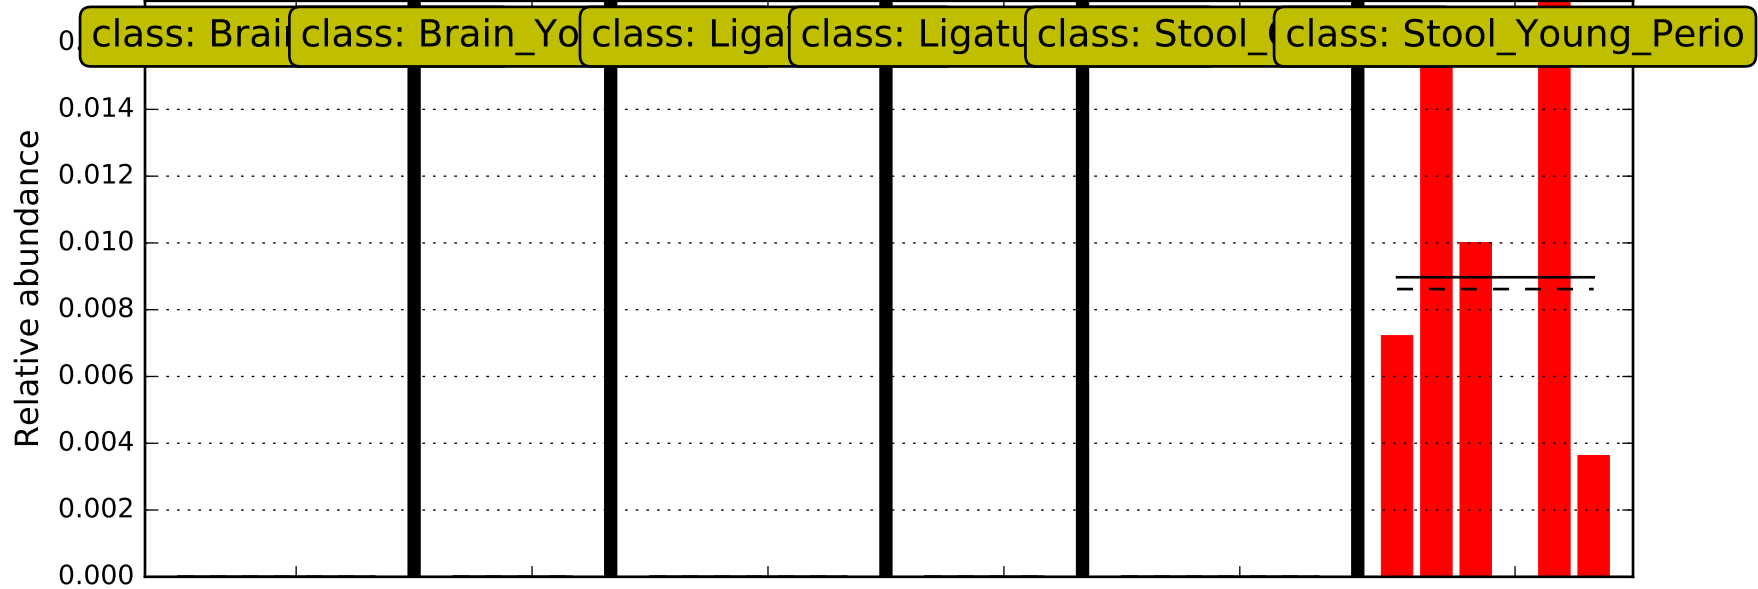 class: Brai
class: Brain_Yo
class: Liga
class: Ligatu
class: Stool_
class: Stool_Young_Perio
0.
0.014
0.012
0.010
0.008
0.006
0.004
0.002
0.000
Relative abundance